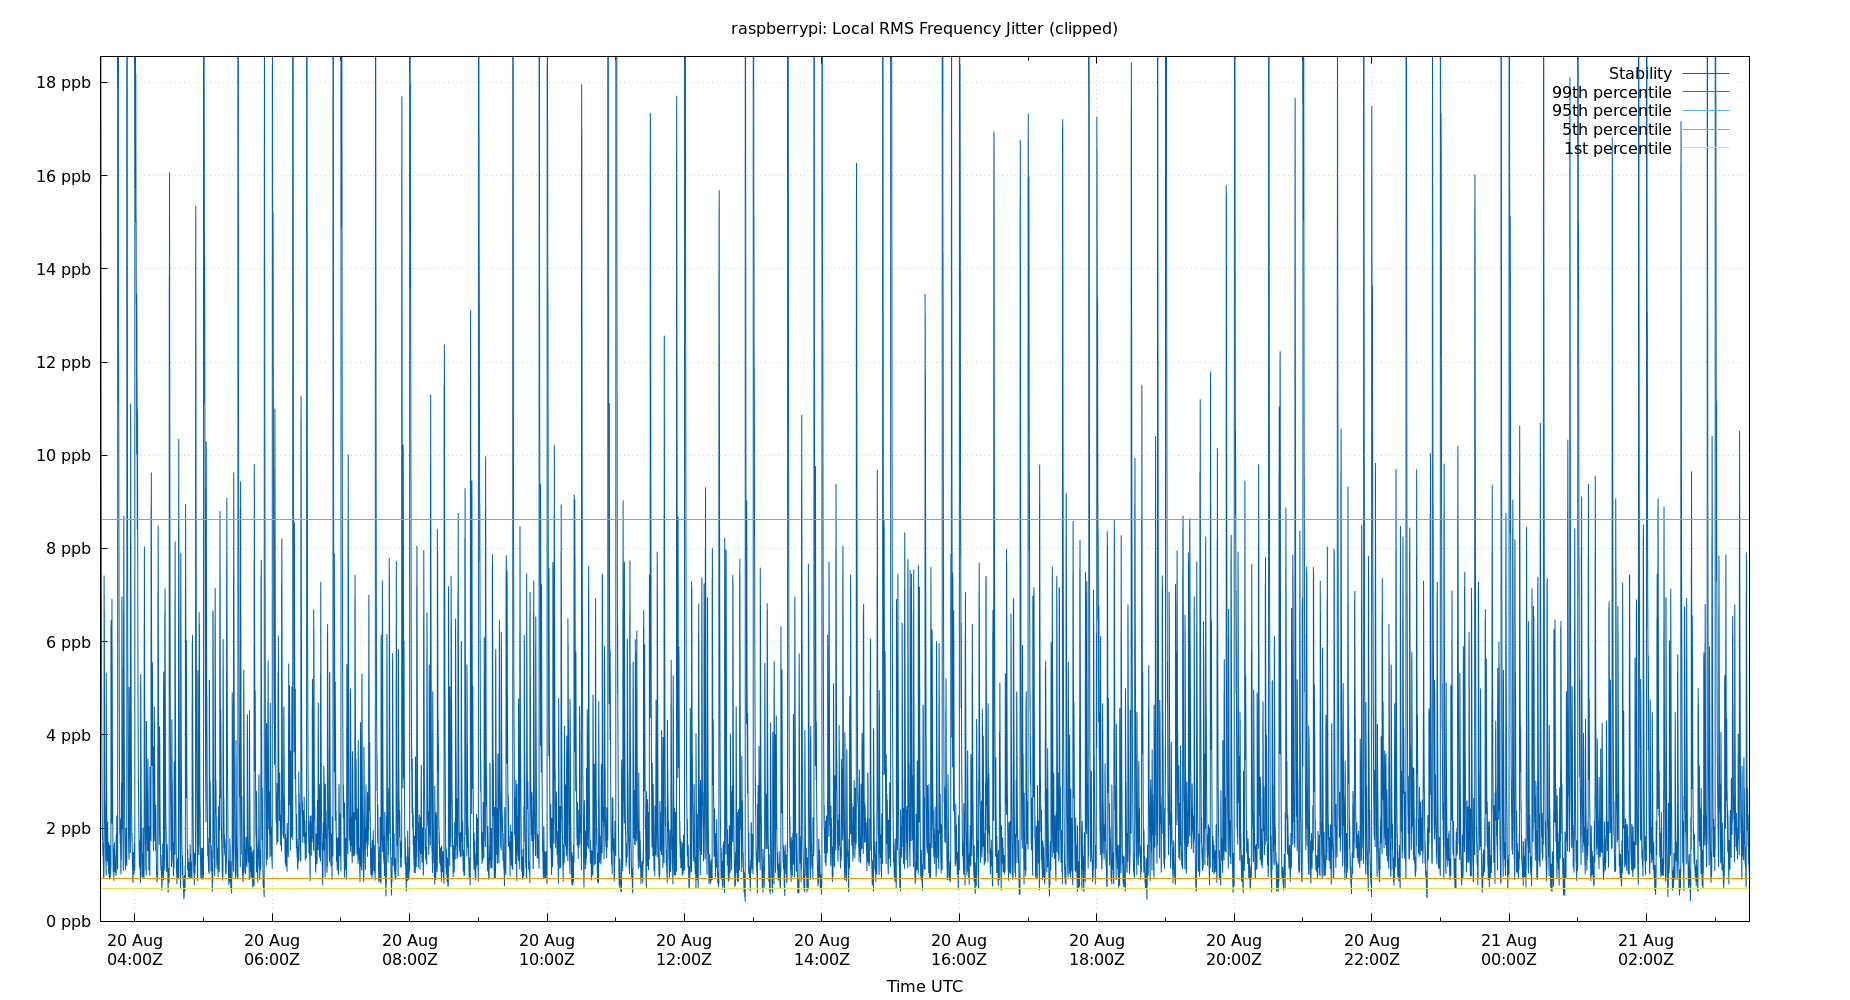 raspberrypi: Local RMS Frequency Jitter (clipped)
Stability
99th percentile
95th percentile
5th percentile
1st percentile
18 ppb
16 ppb
14 ppb
12 ppb
10 ppb
8 ppb
6 ppb
4 ppb
2 ppb
0 ppb
20 Aug 20 Aug 20 Aug 20 Aug 20 Aug 20 Aug 20 Aug 20 Aug 20 Aug 20 Aug 21 Aug 21 Aug
04:00Z 06:00Z 08:00Z 10:00Z 12:00Z 14:00Z 16:00Z 18:00Z 20:00Z 22:00Z 00:00Z 02:00Z
Time UTC